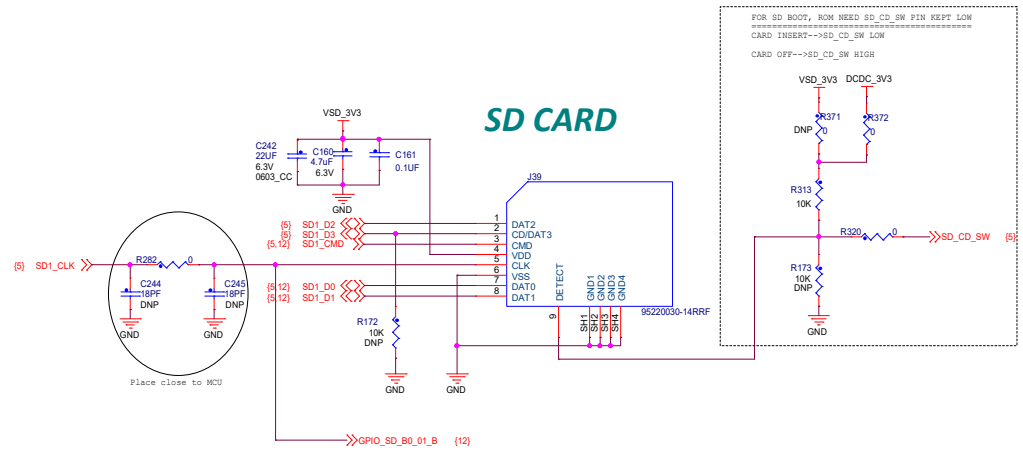 FOR SD BOOT, ROM NEED SD_CD_SW PIN KEPT LOW
============================================
CARD INSERT-->SD_CD_SW LOW
CARD OFF-->SD_CD_SW HIGH
VSD_3V3
DCDC_3V3
R371
DNP
0
R372
0
R313
10K
R320
0
SD_CD_SW
{5}
R173
10K
DNP
GND
SD CARD
VSD_3V3
C242
22UF
6.3V
0603_CC
C160
4.7uF
6.3V
C161
0.1UF
GND
J39
{5} SD1_D2
1
DAT2
{5} SD1_D3
2
CD/DAT3
{5,12} SD1_CMD
3
CMD
4
VDD
5
CLK
6
VSS
{5,12} SD1_D0
7
DAT0
{5,12} SD1_D1
8
DAT1
DETECT
GND1
GND2
GND3
GND4
9
SH1
SH2
SH3
SH4
95220030-14RRF
{5} SD1_CLK
R282
0
C244
18PF
DNP
GND
C245
18PF
DNP
GND
Place close to MCU
R172
10K
DNP
GND
GND
GPIO_SD_B0_01_B {12}